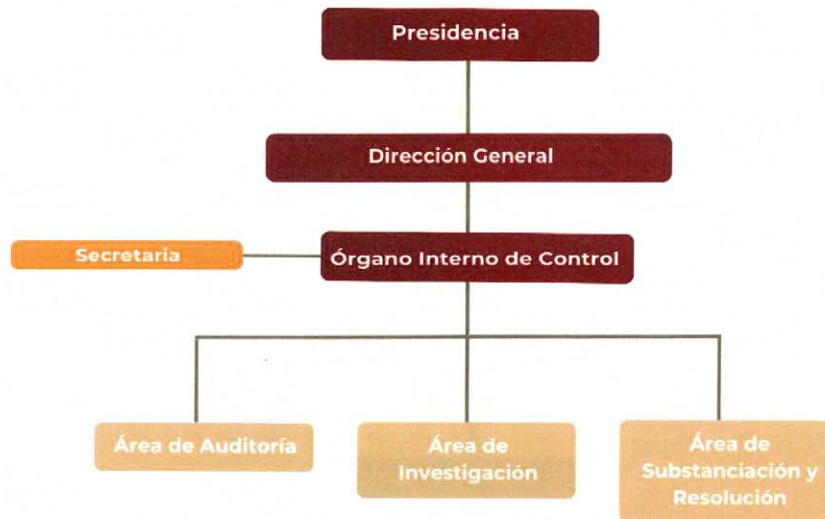 Presidencia
Dirección General
Secretaria
Órgano Interno de Control
Área de Auditoría
Área de
Investigación
Área de
Substanciación y
Resolución